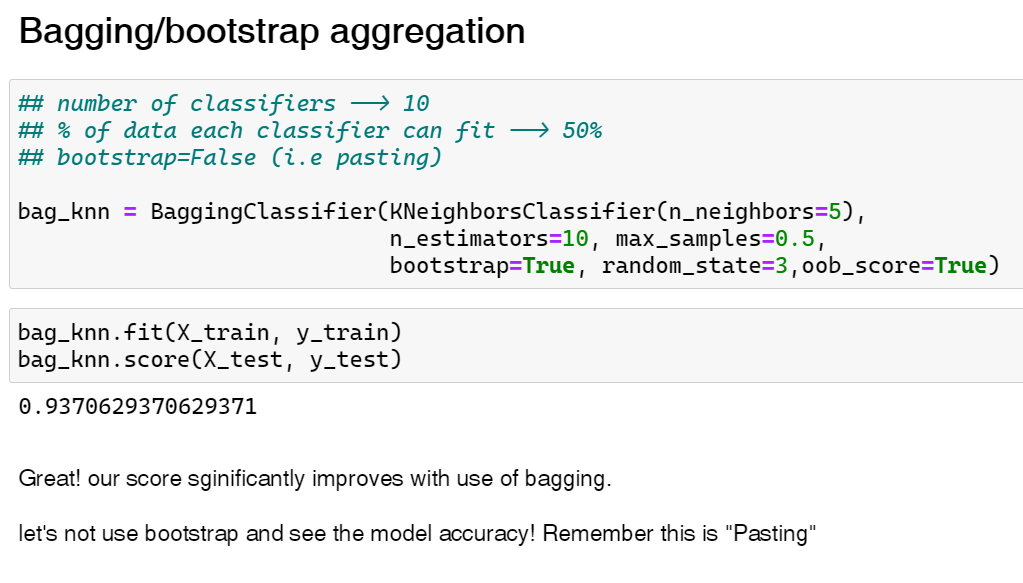 Bagging/bootstrap aggregation
## number of classifiers —> 10
## % of data each classifier can fit —> 50%
## bootstrap=False (i.e pasting)
bag_knn = BaggingClassifier(KNeighborsClassifier(n_neighbors=5),
n_estimators=10, max_samples=0.5,
bootstrap=True, random_state=3,oob_score=True)
bag_knn.fit(X_train, y_train)
bag_knn.score(X_test, y_test)
0.9370629370629371
Great! our score sginificantly improves with use of bagging.
let's not use bootstrap and see the model accuracy! Remember this is "Pasting"